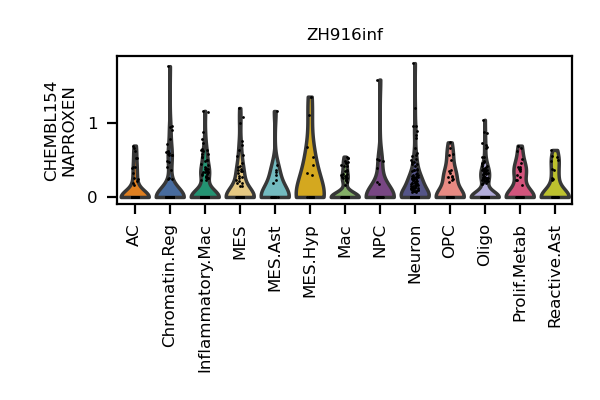 ZH916inf
CHEMBL154
NAPROXEN
1
0
AC
Chromatin.Reg
Inflammatory.Mac
MES
MES.Ast
MES.Hyp
Mac
NPC
Neuron
OPC
Oligo
Prolif.Metab
Reactive.Ast